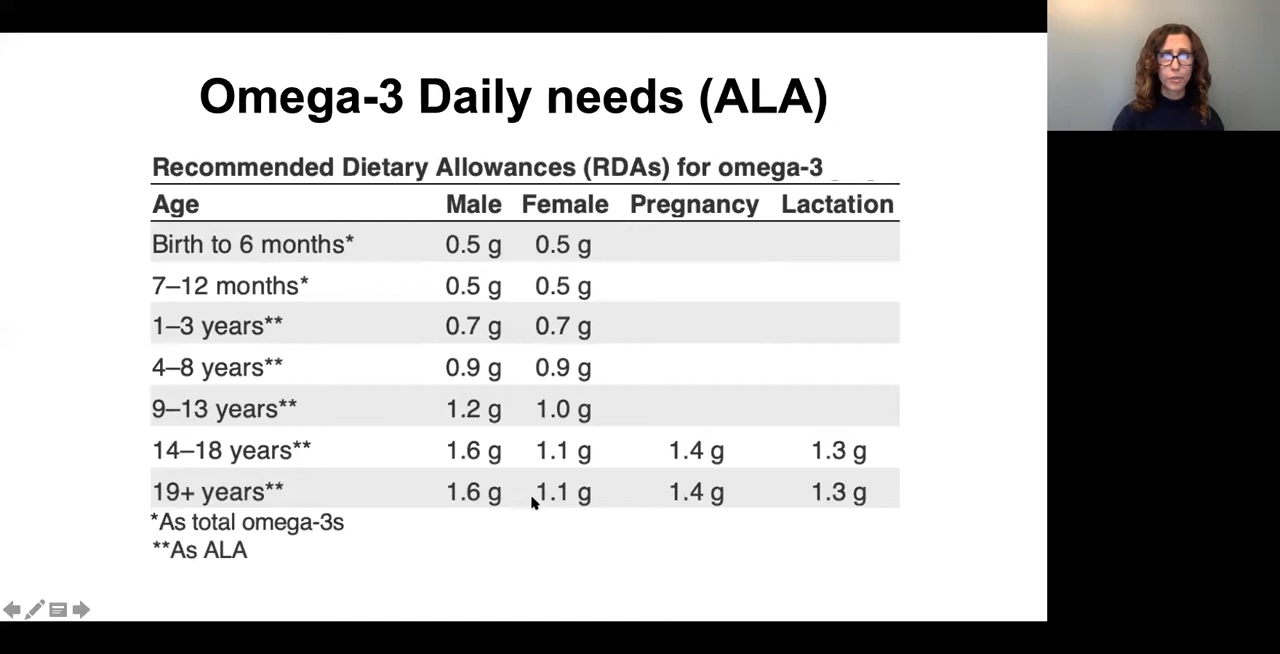 Omega-3 Daily needs (ALA)
Recommended Dietary Allowances (RDAs) for omega-3
Age Male Female Pregnancy Lactation
Birth to 6 months* 0.5 g 0.5 g
7–12 months* 0.5 g 0.5 g
1–3 years** 0.7 g 0.7 g
4–8 years** 0.9 g 0.9 g
9–13 years** 1.2 g 1.0 g
14–18 years** 1.6 g 1.1 g 1.4 g 1.3 g
19+ years** 1.6 g 1.1 g 1.4 g 1.3 g
*As total omega-3s
**As ALA